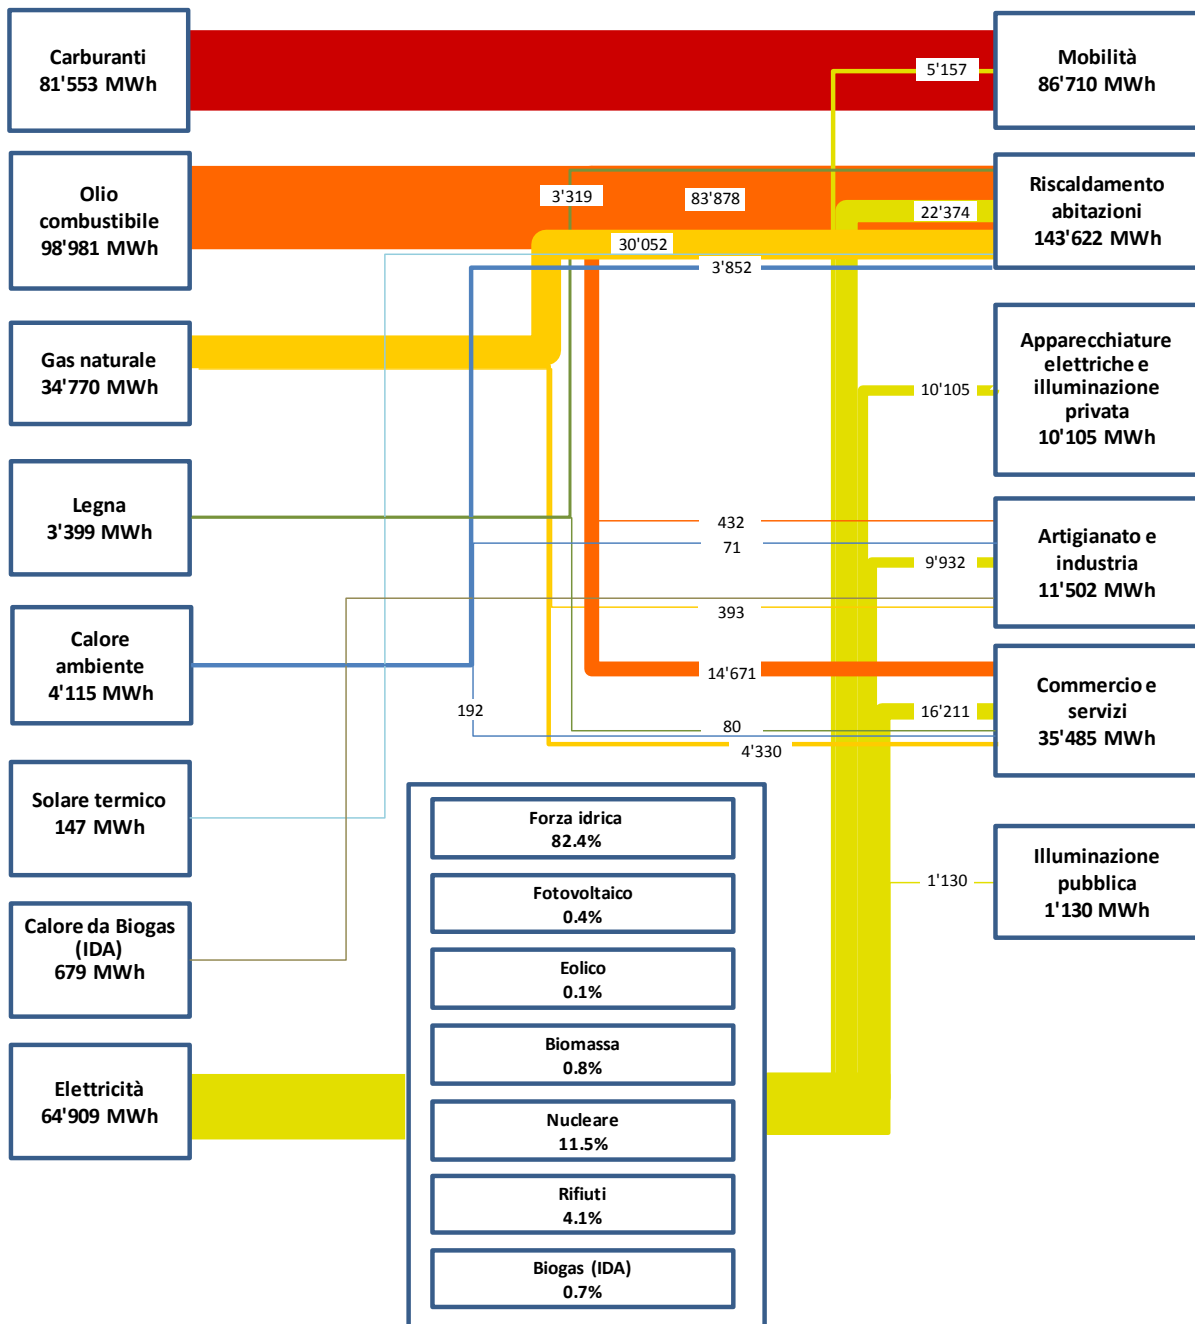 Carburanti
81'553 MWh
Olio
combustibile
98'981 MWh
Gas naturale
34'770 MWh
Legna
3'399 MWh
Calore
ambiente
4'115 MWh
Solare termico
147 MWh
Calore da Biogas
(IDA)
679 MWh
Elettricità
64'909 MWh
5'157
3'319
83'878
22'374
30'052
3'852
10'105
432
71
9'932
393
14'671
192
16'211
80
4'330
1'130
Forza idrica
82.4%
Fotovoltaico
0.4%
Eolico
0.1%
Biomassa
0.8%
Nucleare
11.5%
Rifiuti
4.1%
Biogas (IDA)
0.7%
Mobilità
86'710 MWh
Riscaldamento
abitazioni
143'622 MWh
Apparecchiature
elettriche e
illuminazione
privata
10'105 MWh
Artigianato e
industria
11'502 MWh
Commercio e
servizi
35'485 MWh
Illuminazione
pubblica
1'130 MWh